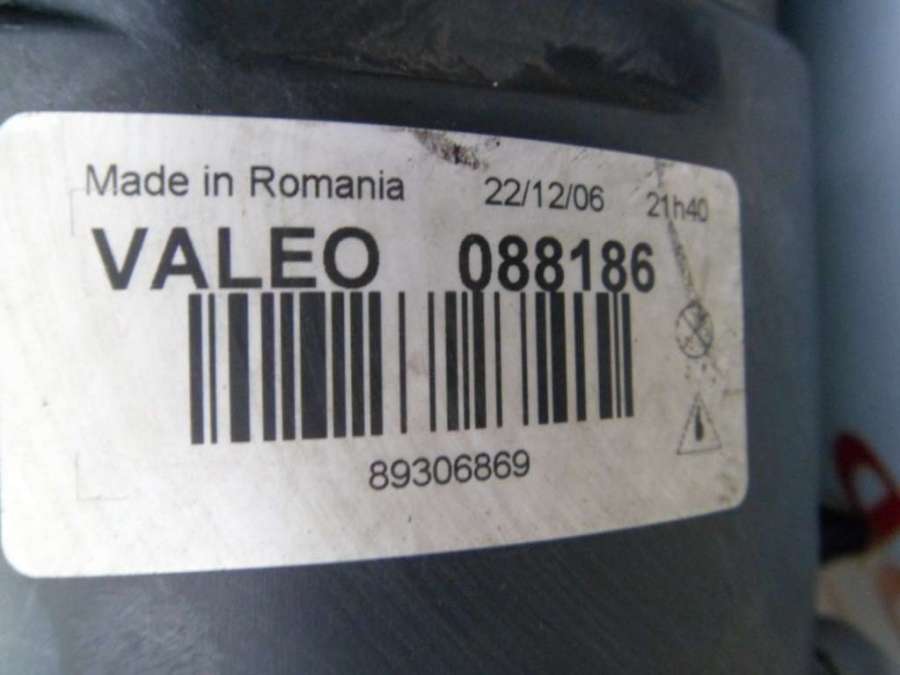 Made in Romania 22/12/06 21h40
VALEO 088186
89306869